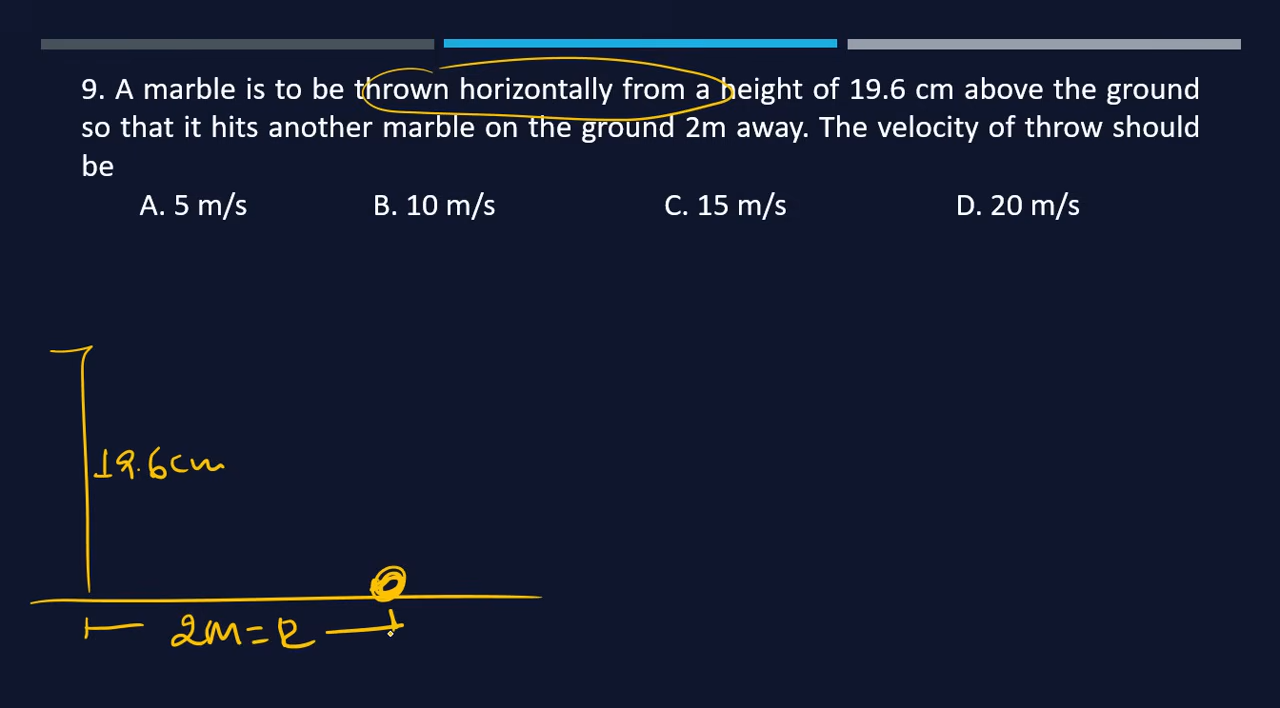 9. A marble is to be thrown horizontally from a height of 19.6 cm above the ground
so that it hits another marble on the ground 2m away. The velocity of throw should
be
A. 5 m/s B. 10 m/s C. 15 m/s D. 20 m/s
19.6cm
2m=R